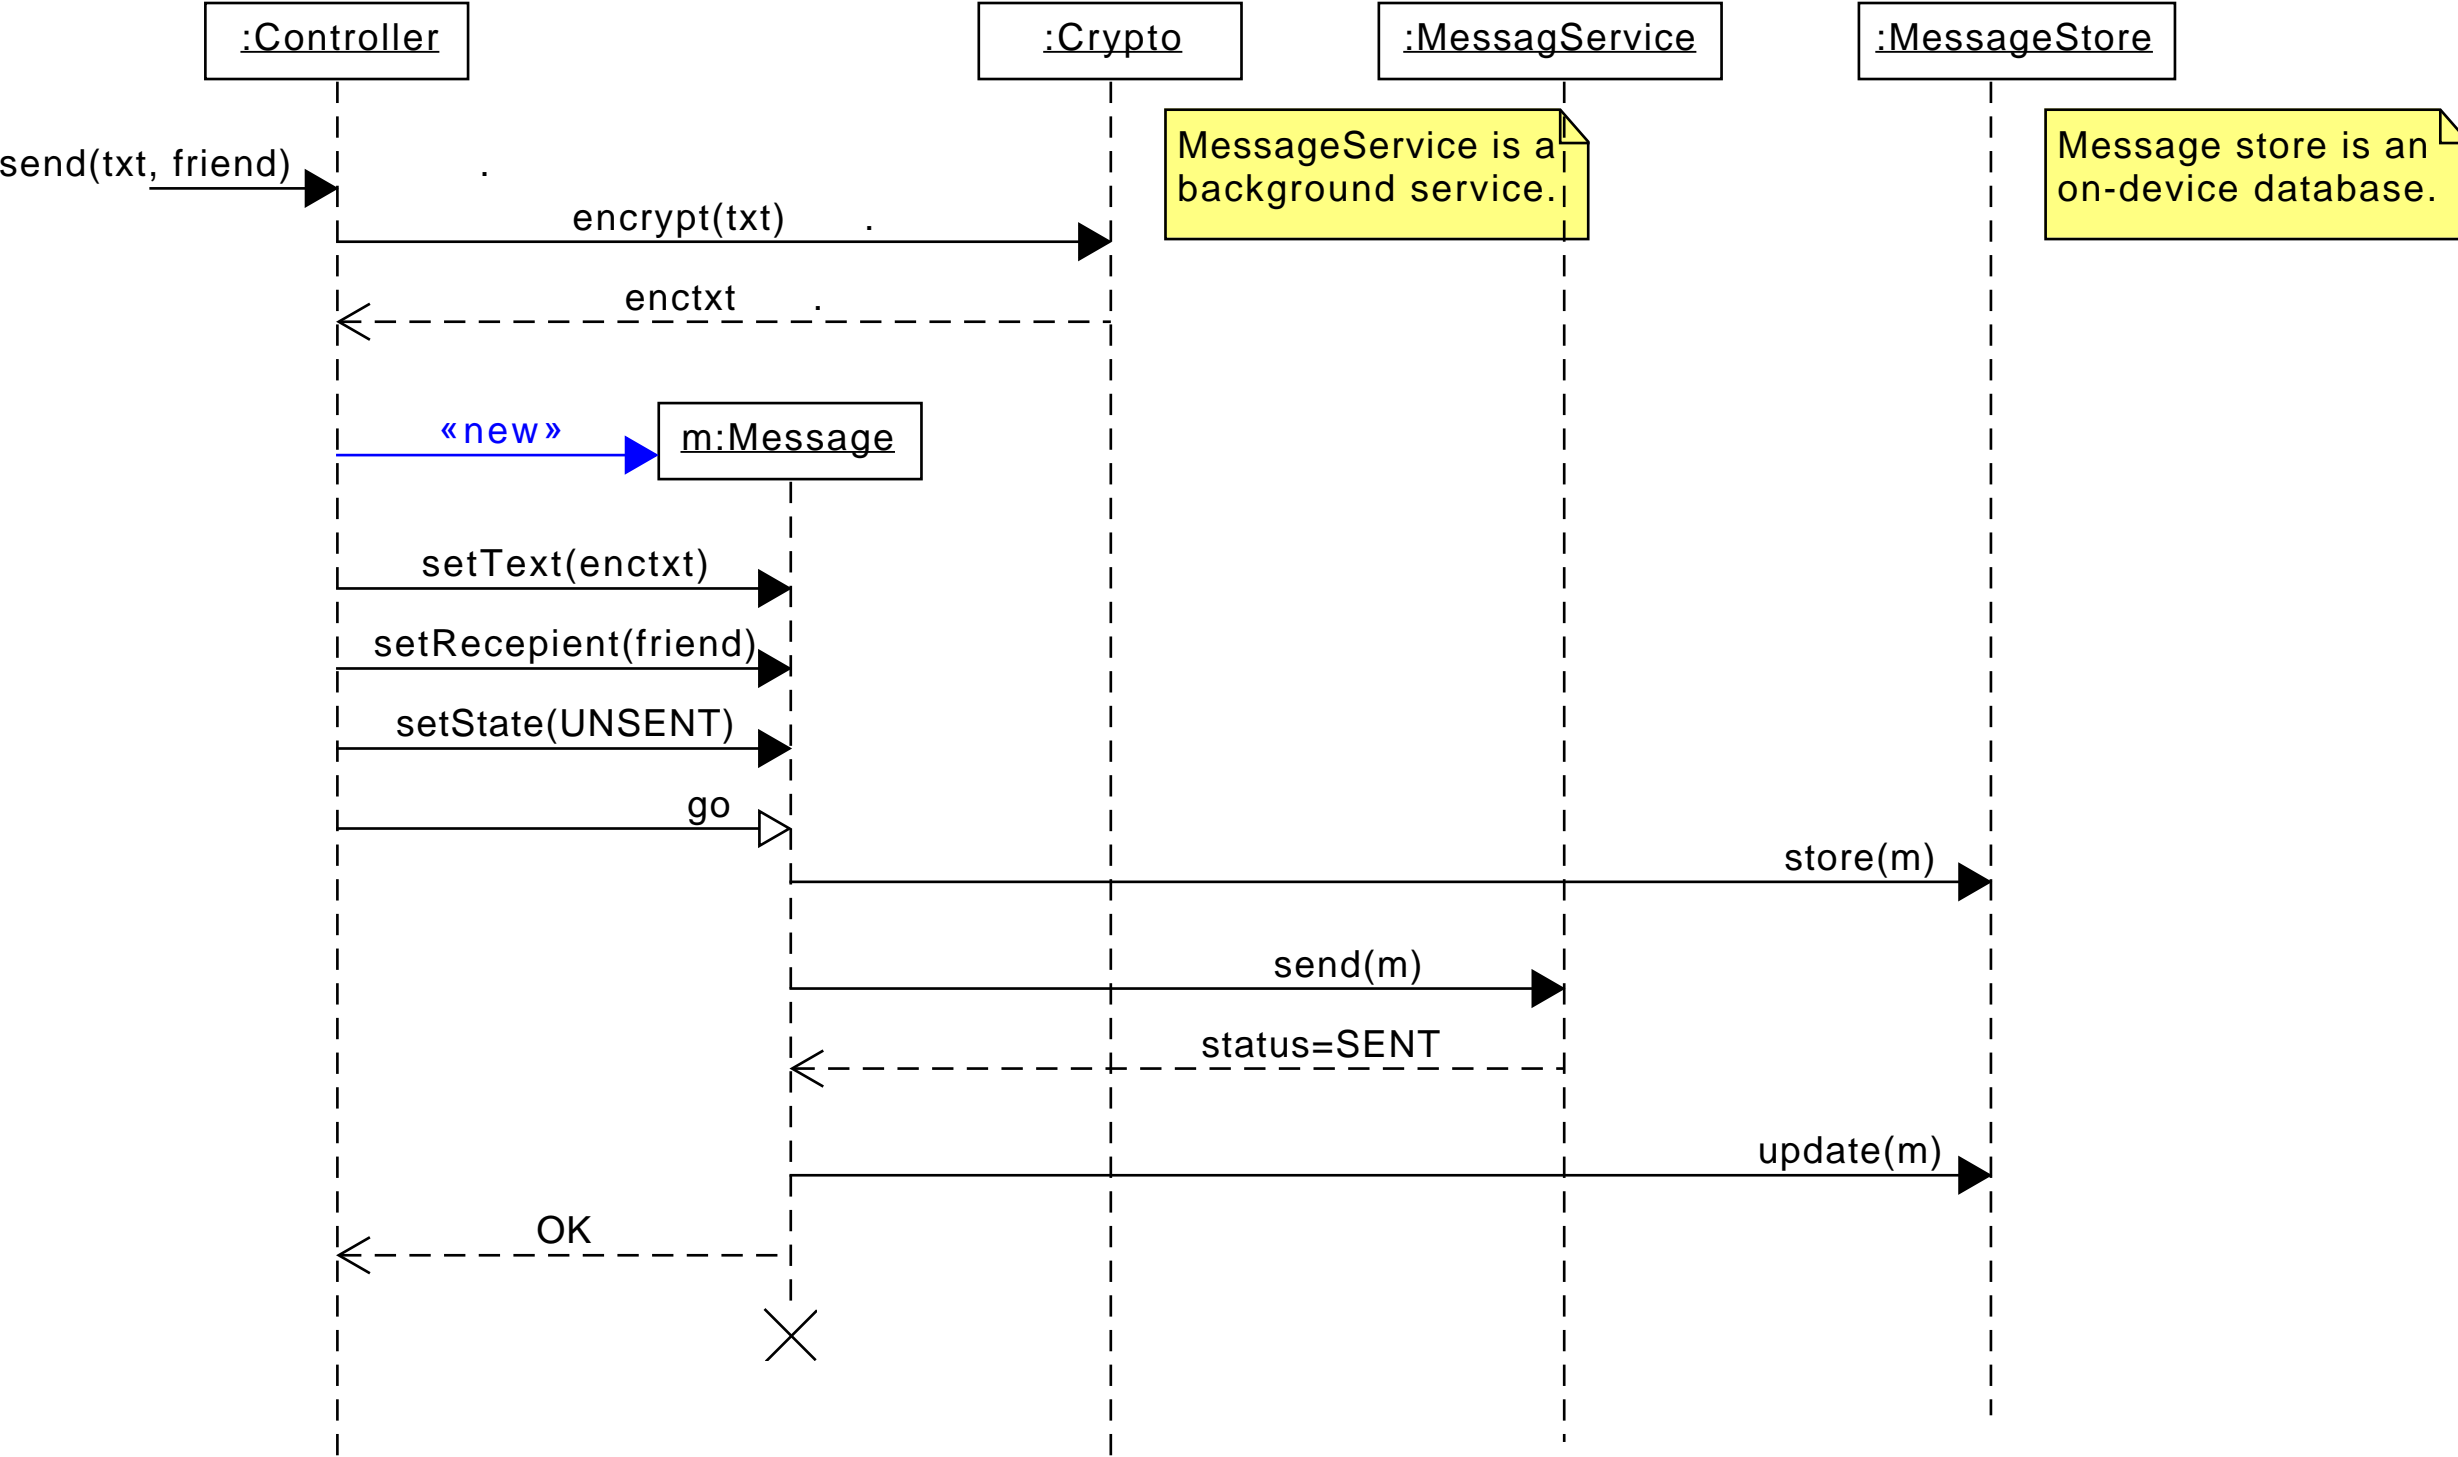 :Controller
:Crypto
:MessagService
:MessageStore
MessageService is a
background service.
Message store is an
on-device database.
send(txt, friend) .
encrypt(txt) .
enctxt .
«new»
m:Message
setText(enctxt)
setRecepient(friend)
setState(UNSENT)
go
store(m)
send(m)
status=SENT
update(m)
OK